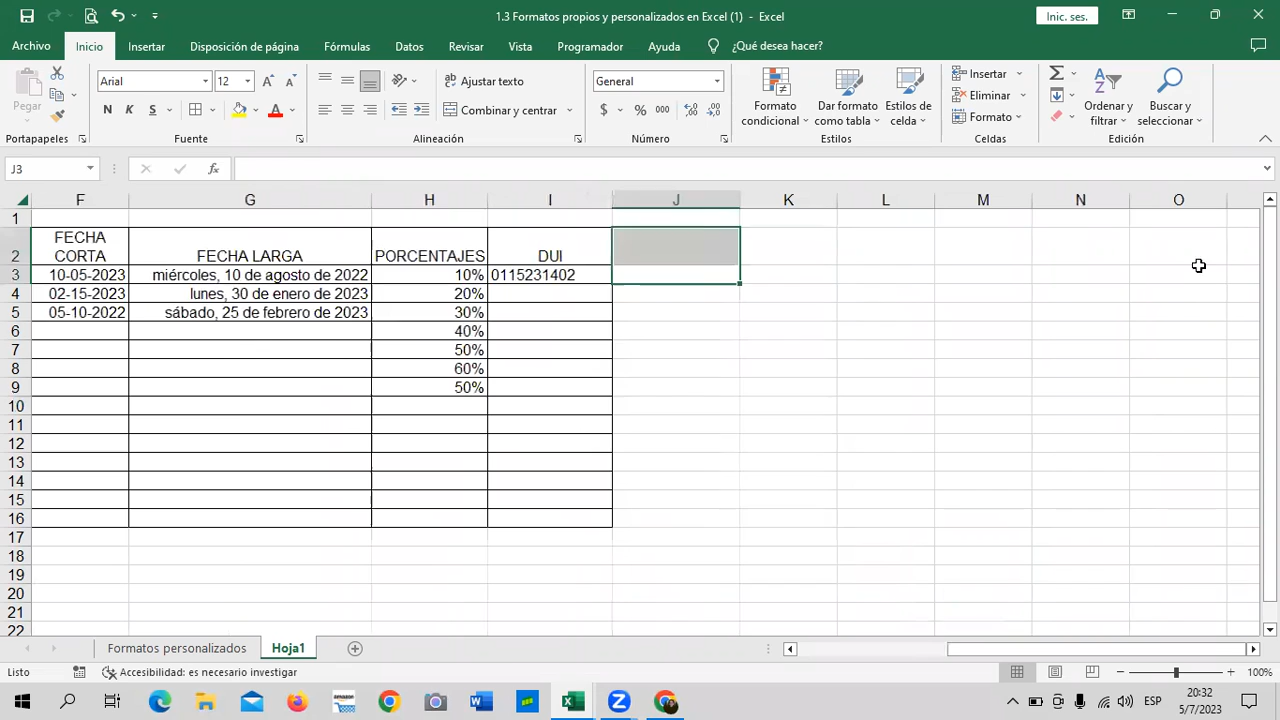 1.3 Formatos propios y personalizados en Excel (1) - Excel
Inic. ses.
Archivo Inicio Insertar Disposición de página Fórmulas Datos Revisar Vista Programador Ayuda ¿Qué desea hacer?
Pegar
Portapapeles
Arial 12
N K S
Fuente
Ajustar texto
Combinar y centrar
Alineación
General
$ % 000
Número
Formato condicional
Dar formato como tabla
Estilos de celda
Estilos
Insertar
Eliminar
Formato
Celdas
Ordenar y filtrar
Buscar y seleccionar
Edición
J3 fx
F G H I J K L M N O
1
2 FECHA CORTA FECHA LARGA PORCENTAJES DUI
3 10-05-2023 miércoles, 10 de agosto de 2022 10% 0115231402
4 02-15-2023 lunes, 30 de enero de 2023 20%
5 05-10-2022 sábado, 25 de febrero de 2023 30%
6 40%
7 50%
8 60%
9 50%
10
11
12
13
14
15
16
17
18
19
20
21
22
Formatos personalizados Hoja1
Listo Accesibilidad: es necesario investigar 100%
ESP 20:32
5/7/2023